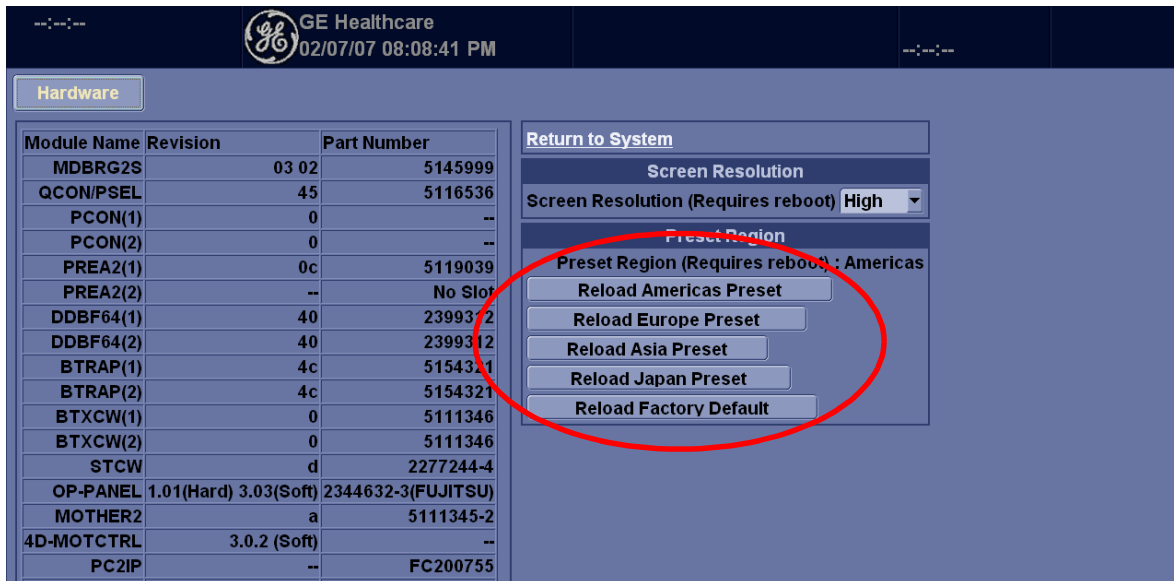 --:--:--
GE Healthcare
02/07/07 08:08:41 PM
--:--:--
Hardware
Module Name Revision Part Number
MDBRG2S 03 02 5145999
QCON/PSEL 45 5116536
PCON(1) 0 --
PCON(2) 0 --
PREA2(1) 0c 5119039
PREA2(2) -- No Slot
DDBF64(1) 40 2399312
DDBF64(2) 40 2399312
BTRAP(1) 4c 5154321
BTRAP(2) 4c 5154321
BTXCW(1) 0 5111346
BTXCW(2) 0 5111346
STCW d 2277244-4
OP-PANEL 1.01(Hard) 3.03(Soft) 2344632-3(FUJITSU)
MOTHER2 a 5111345-2
4D-MOTCTRL 3.0.2 (Soft) --
PC2IP -- FC200755
Return to System
Screen Resolution
Screen Resolution (Requires reboot) High
Preset Region
Preset Region (Requires reboot) : Americas
Reload Americas Preset
Reload Europe Preset
Reload Asia Preset
Reload Japan Preset
Reload Factory Default